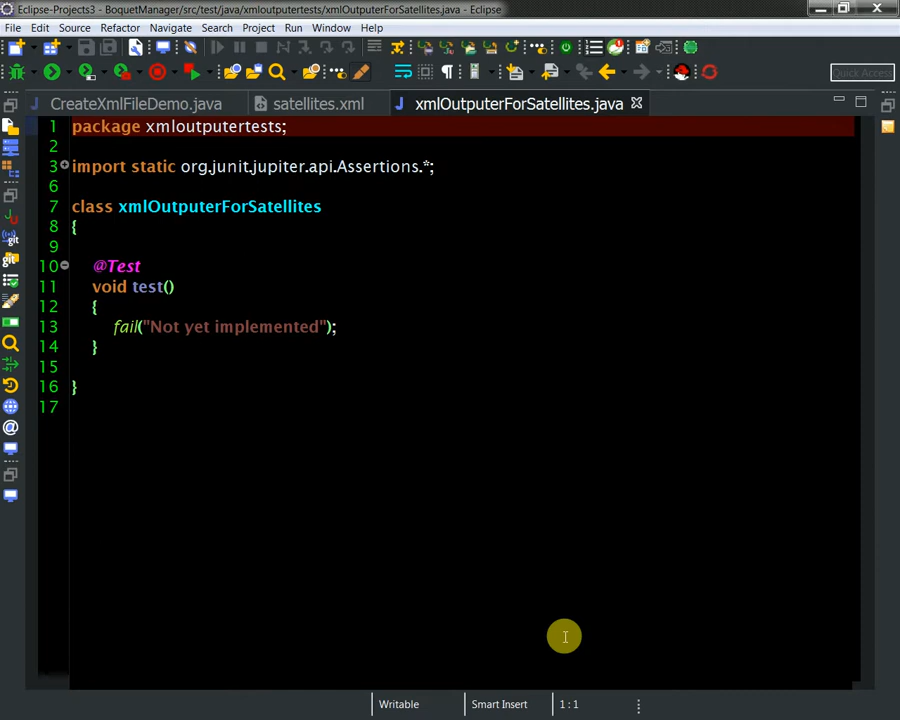 Eclipse-Projects3 - BoquetManager/src/test/java/xmloutputertests/xmlOutputerForSatellites.java - Eclipse
File Edit Source Refactor Navigate Search Project Run Window Help
Quick Access
CreateXmlFileDemo.java satellites.xml xmlOutputerForSatellites.java
1 package xmloutputertests;
2
3 import static org.junit.jupiter.api.Assertions.*;
6
7 class xmlOutputerForSatellites
8 {
9
10 @Test
11 void test()
12 {
13 fail("Not yet implemented");
14 }
15
16 }
17
Writable Smart Insert 1:1